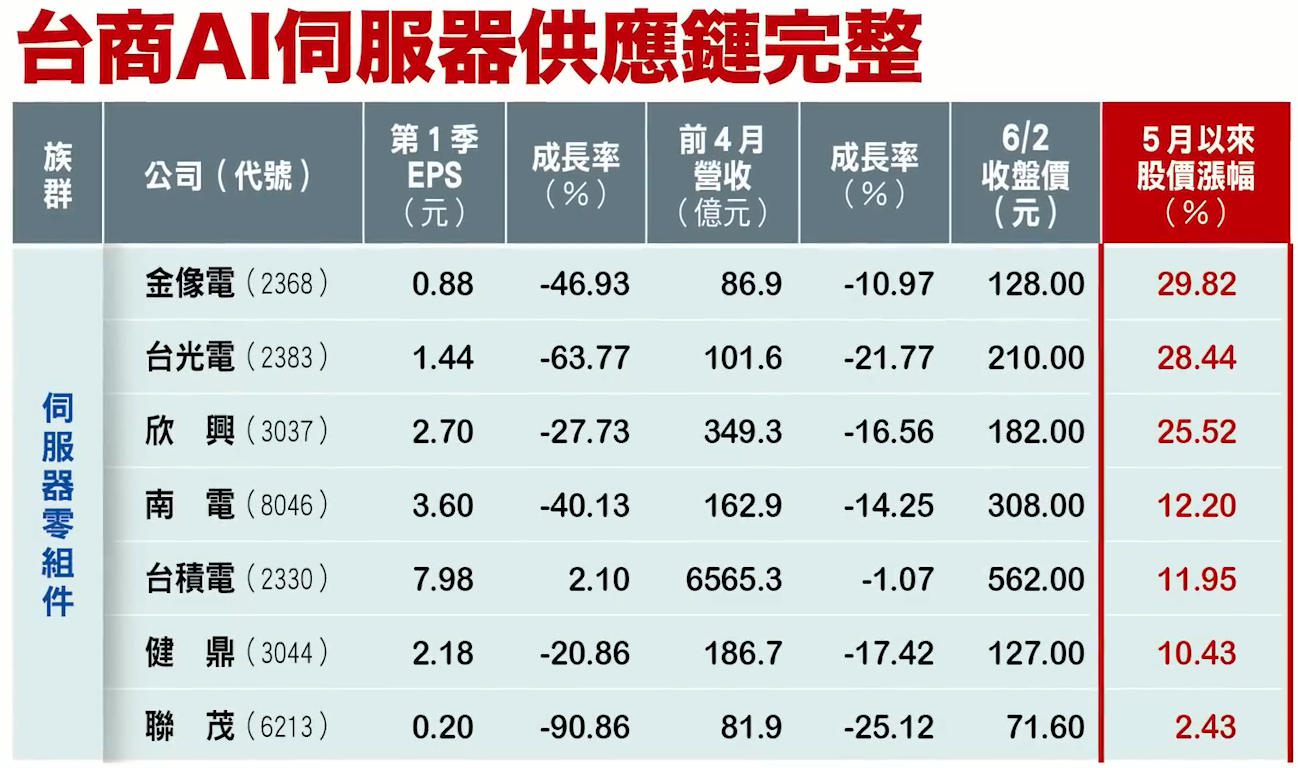 台商AI伺服器供應鏈完整
族群 公司（代號） 第1季EPS（元） 成長率（%） 前4月營收（億元） 成長率（%） 6/2收盤價（元） 5月以來股價漲幅（%）
伺服器零組件
金像電（2368） 0.88 -46.93 86.9 -10.97 128.00 29.82
台光電（2383） 1.44 -63.77 101.6 -21.77 210.00 28.44
欣　興（3037） 2.70 -27.73 349.3 -16.56 182.00 25.52
南　電（8046） 3.60 -40.13 162.9 -14.25 308.00 12.20
台積電（2330） 7.98 2.10 6565.3 -1.07 562.00 11.95
健　鼎（3044） 2.18 -20.86 186.7 -17.42 127.00 10.43
聯　茂（6213） 0.20 -90.86 81.9 -25.12 71.60 2.43